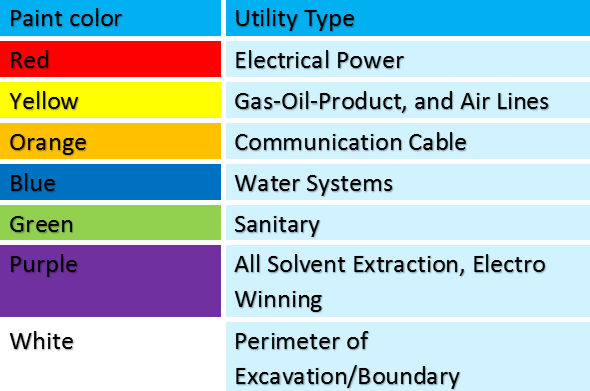 Paint color Utility Type
Red Electrical Power
Yellow Gas-Oil-Product, and Air Lines
Orange Communication Cable
Blue Water Systems
Green Sanitary
Purple All Solvent Extraction, Electro
Winning
White Perimeter of
Excavation/Boundary